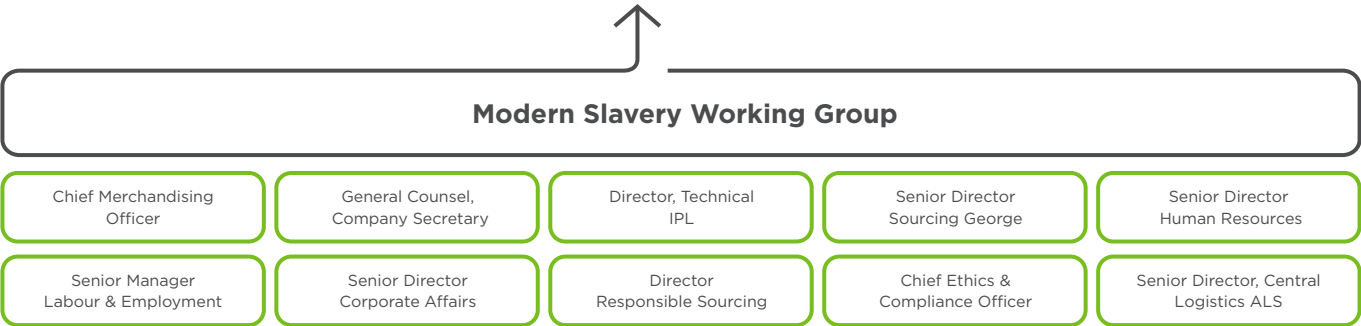 Modern Slavery Working Group
Chief Merchandising
Officer
General Counsel,
Company Secretary
Director, Technical
IPL
Senior Director
Sourcing George
Senior Director
Human Resources
Senior Manager
Labour & Employment
Senior Director
Corporate Affairs
Director
Responsible Sourcing
Chief Ethics &
Compliance Officer
Senior Director, Central
Logistics ALS